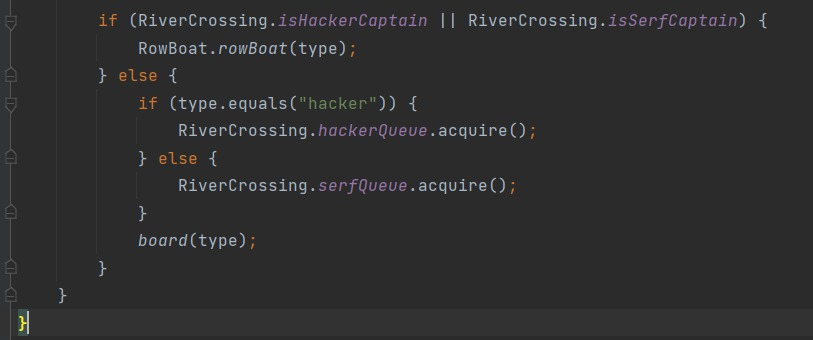 if (RiverCrossing.isHackerCaptain || RiverCrossing.isSerfCaptain) {
RowBoat.rowBoat(type);
} else {
if (type.equals("hacker")) {
RiverCrossing.hackerQueue.acquire();
} else {
RiverCrossing.serfQueue.acquire();
}
board(type);
}
}
}